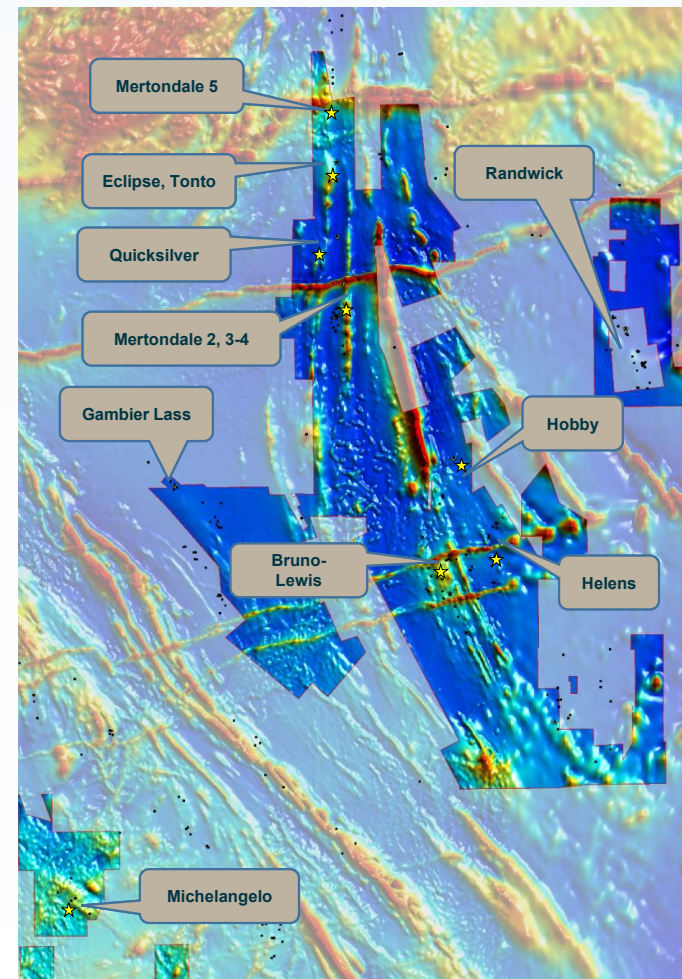 Mertondale 5
Eclipse, Tonto
Randwick
Quicksilver
Mertondale 2, 3-4
Gambier Lass
Hobby
Bruno-
Lewis
Helens
Michelangelo